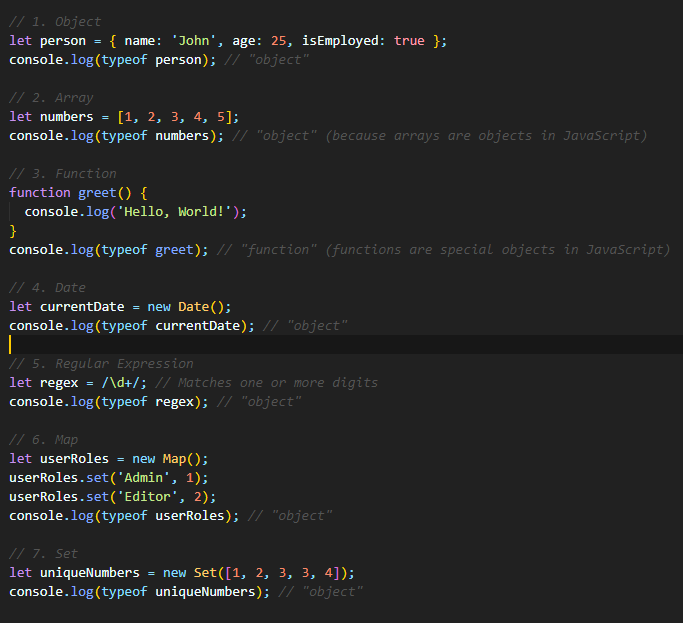 // 1. Object
let person = { name: 'John', age: 25, isEmployed: true };
console.log(typeof person); // "object"
// 2. Array
let numbers = [1, 2, 3, 4, 5];
console.log(typeof numbers); // "object" (because arrays are objects in JavaScript)
// 3. Function
function greet() {
  console.log('Hello, World!');
}
console.log(typeof greet); // "function" (functions are special objects in JavaScript)
// 4. Date
let currentDate = new Date();
console.log(typeof currentDate); // "object"
// 5. Regular Expression
let regex = /\d+/; // Matches one or more digits
console.log(typeof regex); // "object"
// 6. Map
let userRoles = new Map();
userRoles.set('Admin', 1);
userRoles.set('Editor', 2);
console.log(typeof userRoles); // "object"
// 7. Set
let uniqueNumbers = new Set([1, 2, 3, 3, 4]);
console.log(typeof uniqueNumbers); // "object"